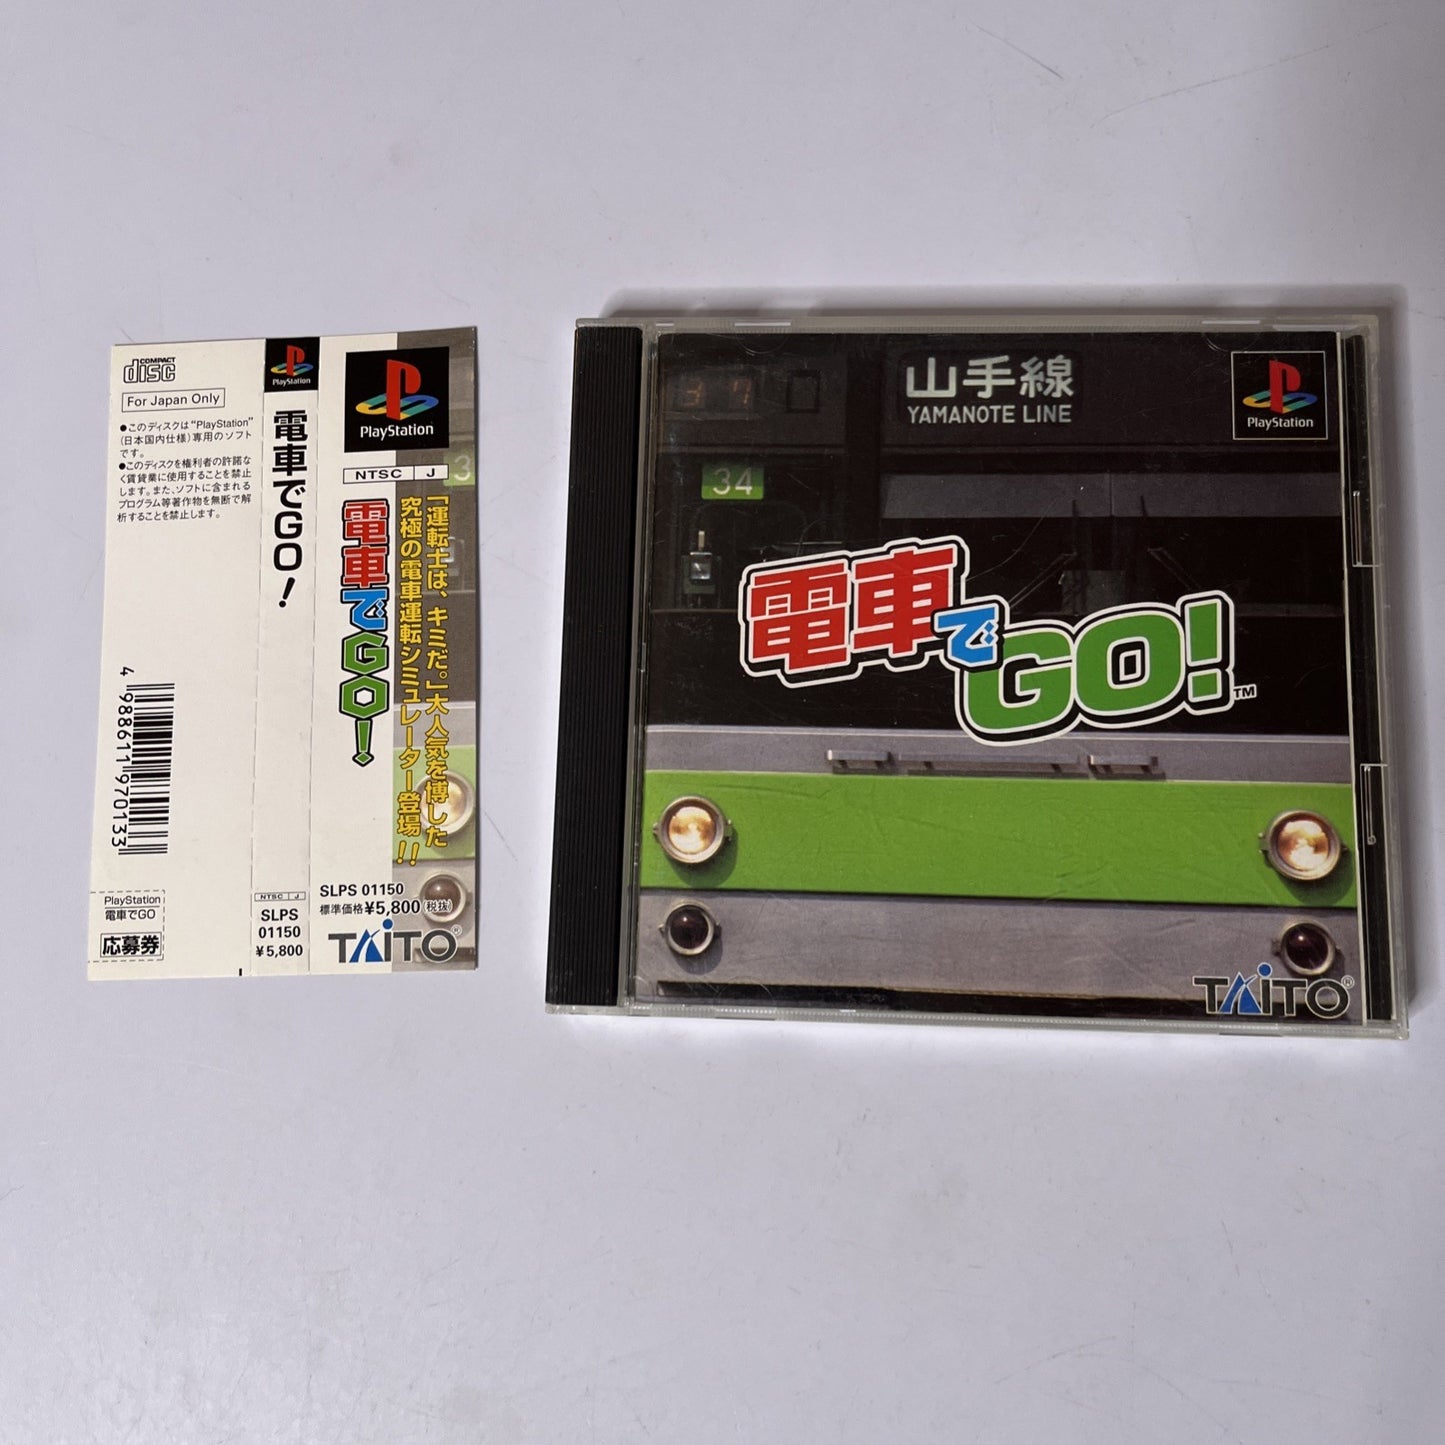 COMPACT
disc
For Japan Only
●このディスクは"PlayStation"
(日本国内仕様)専用のソフト
です。
●このディスクを権利者の許諾な
く賃貸業に使用することを禁止
します。また、ソフトに含まれる
プログラム等著作物を無断で解
析することを禁止します。
4 988611 970133
PlayStation
電車でGO
応募券
PlayStation
電車でGO!
NTSC J
SLPS
01150
¥5,800
PlayStation
NTSC J
3
「運転士は、キミだ。」大人気を博した
究極の電車運転シミュレーター登場!!
電車でGO!
SLPS 01150
標準価格¥5,800(税抜)
TAITO®
37
山手線
YAMANOTE LINE
PlayStation
34
電車でGO!™
TAITO®